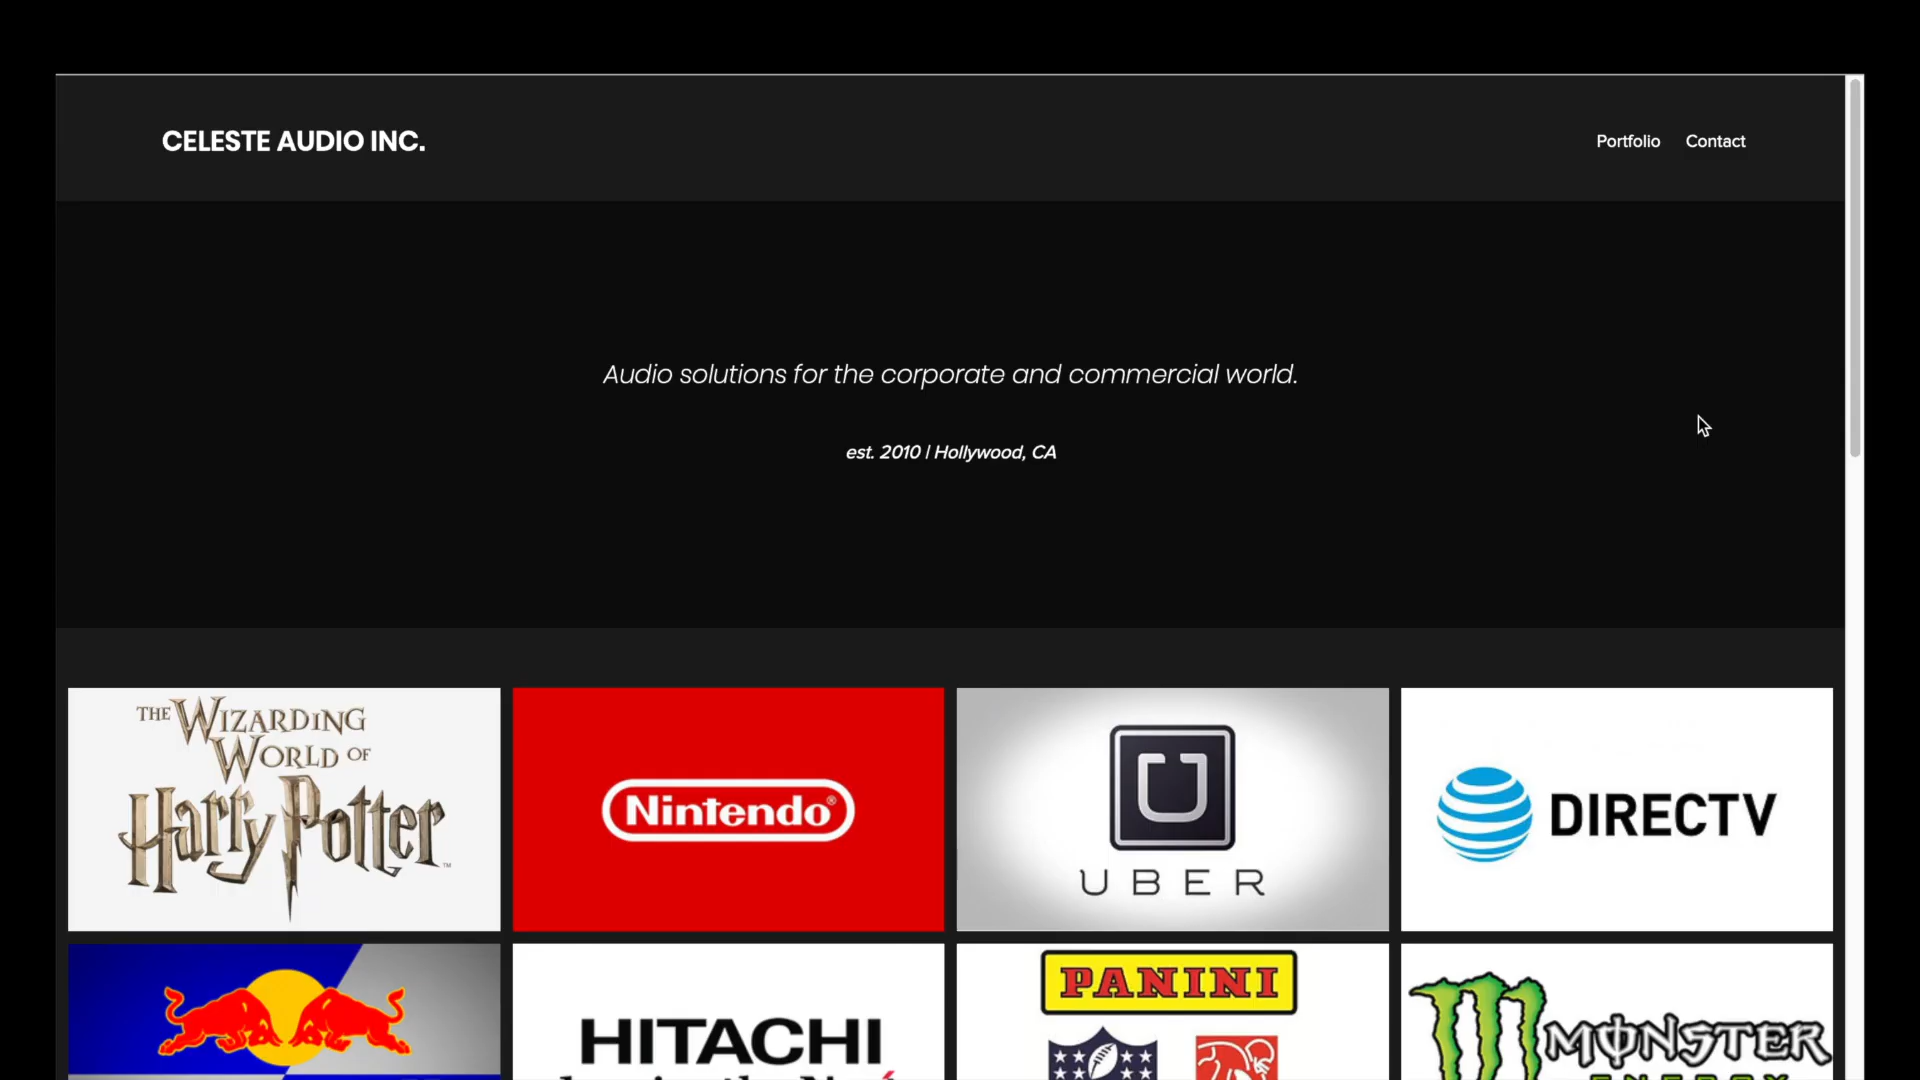 CELESTE AUDIO INC.
Portfolio Contact
Audio solutions for the corporate and commercial world.
est. 2010 | Hollywood, CA
THE WIZARDING
WORLD OF
Harry Potter
TM
Nintendo®
U
UBER
DIRECTV
HITACHI
PANINI
MONSTER